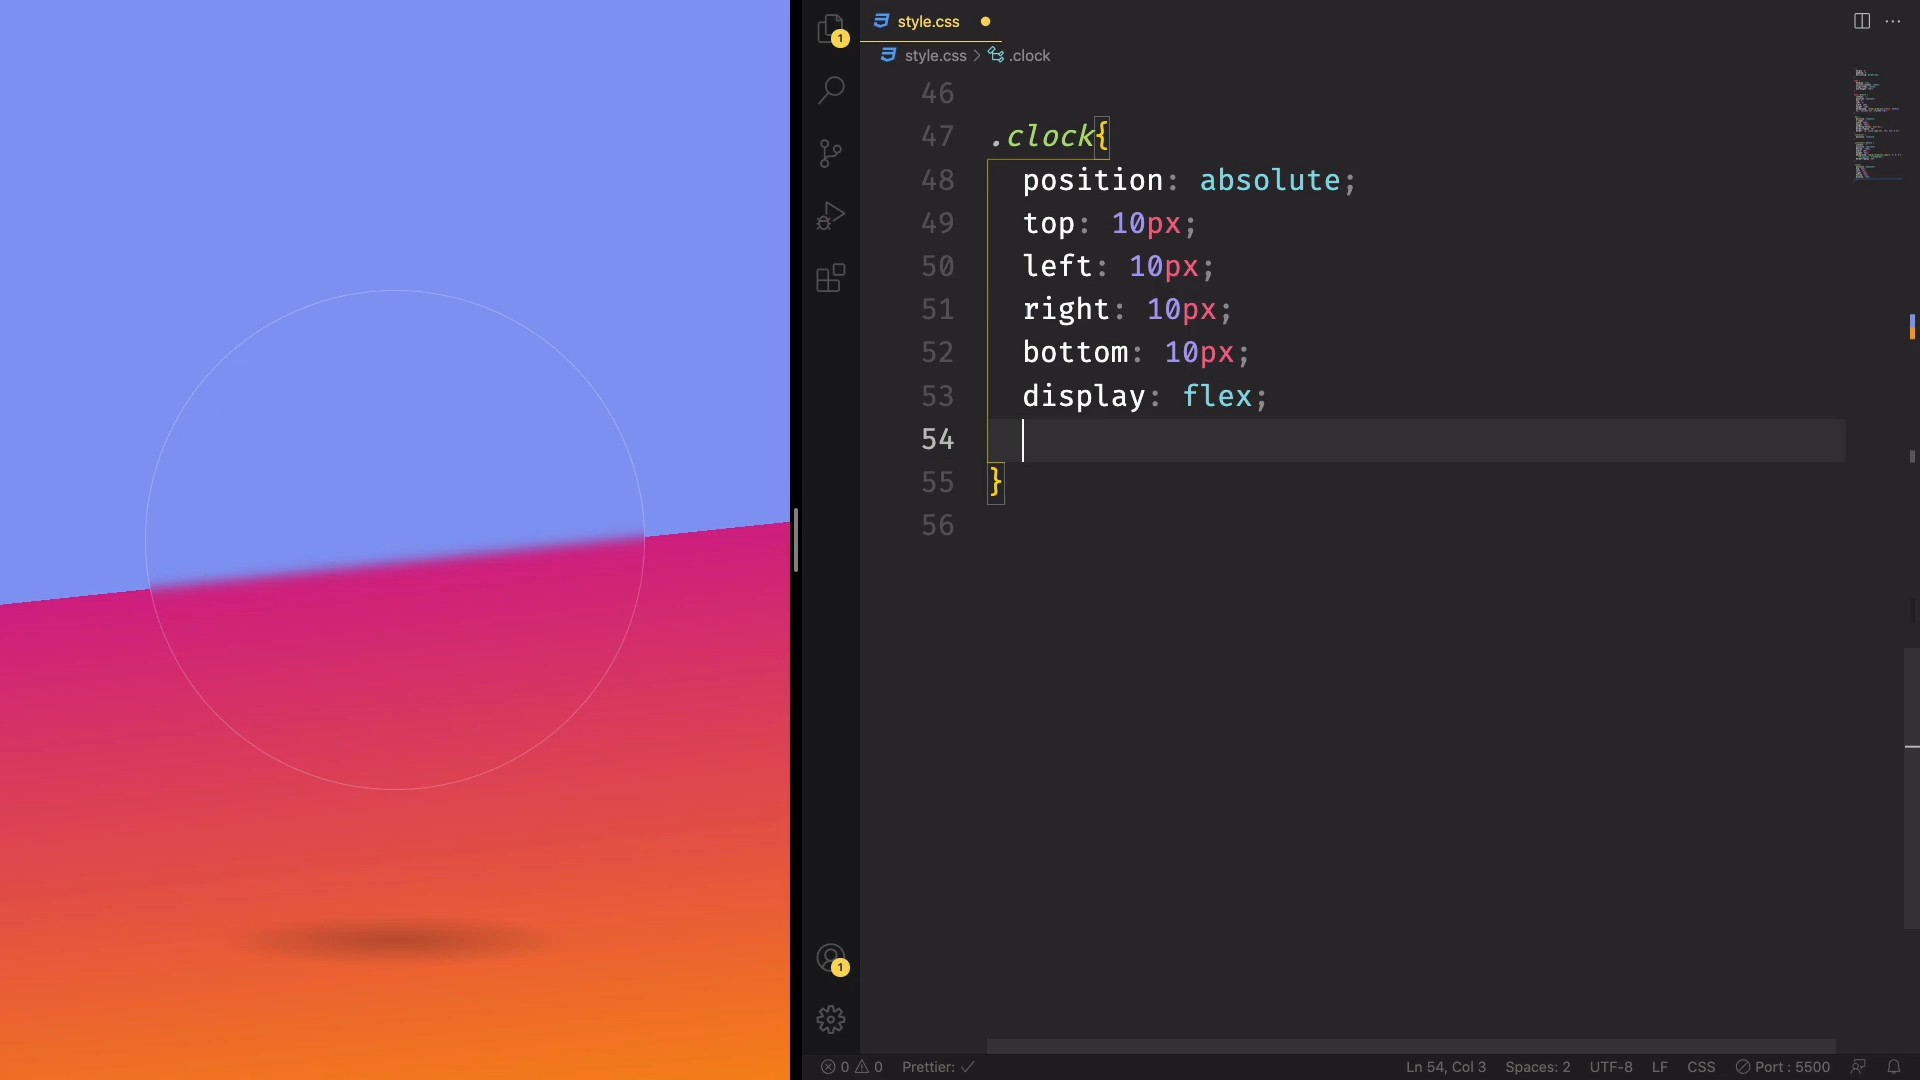 style.css
style.css > .clock
46
47 .clock{
48 position: absolute;
49 top: 10px;
50 left: 10px;
51 right: 10px;
52 bottom: 10px;
53 display: flex;
54
55 }
56
1
1
0 0 Prettier: ✓ Ln 54, Col 3 Spaces: 2 UTF-8 LF CSS Port : 5500